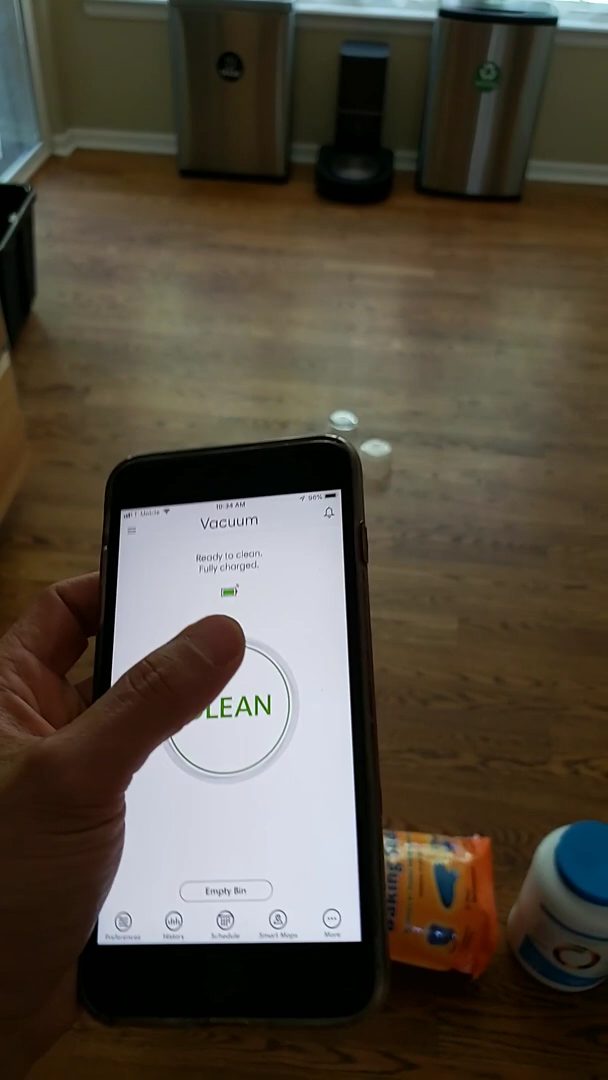 Mobile
10:34 AM
96%
Vacuum
Ready to clean.
Fully charged.
LEAN
Empty Bin
Preferences
History
Schedule
Smart Maps
More